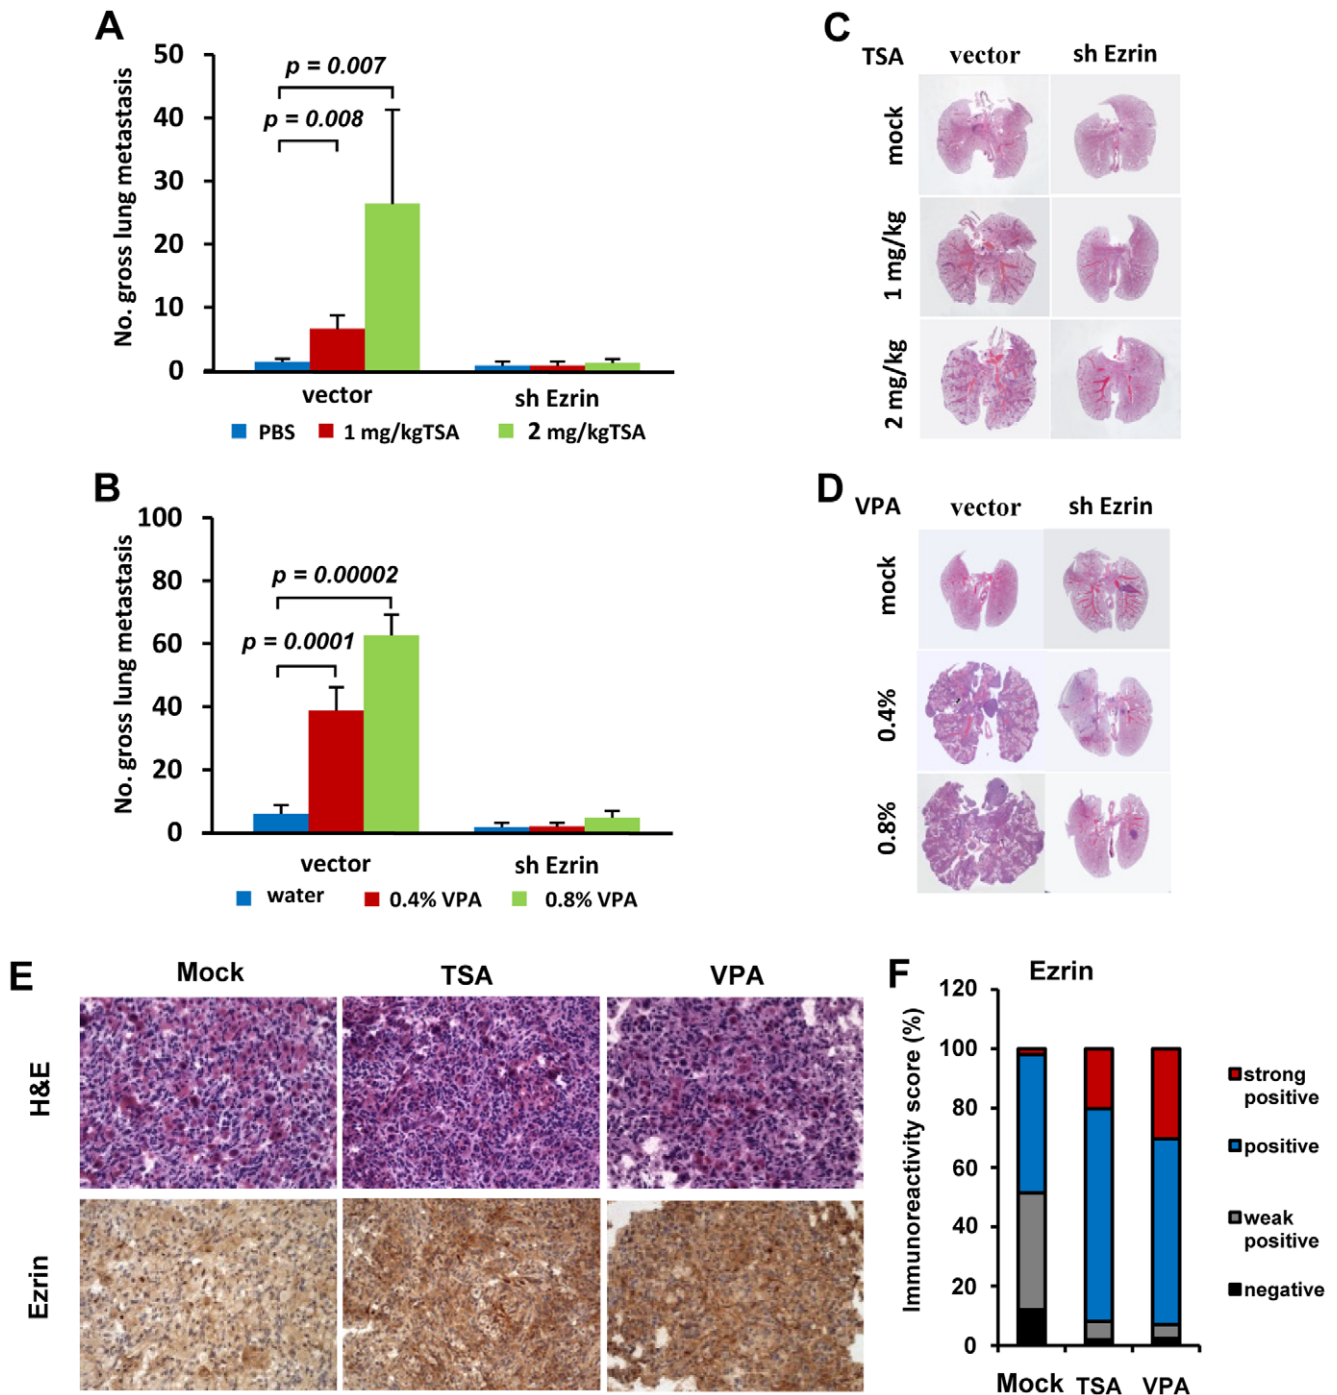 A
50
40
30
20
10
0
No. gross lung metastasis
p = 0.007
p = 0.008
vector
sh Ezrin
PBS
1 mg/kgTSA
2 mg/kgTSA
B
100
80
60
40
20
0
No. gross lung metastasis
p = 0.00002
p = 0.0001
vector
sh Ezrin
water
0.4% VPA
0.8% VPA
C
TSA
vector
sh Ezrin
mock
1 mg/kg
2 mg/kg
D
VPA
vector
sh Ezrin
mock
0.4%
0.8%
E
Mock
TSA
VPA
H&E
Ezrin
F
Ezrin
120
100
80
60
40
20
0
Immunoreactivity score (%)
Mock
TSA
VPA
strong
positive
positive
weak
positive
negative